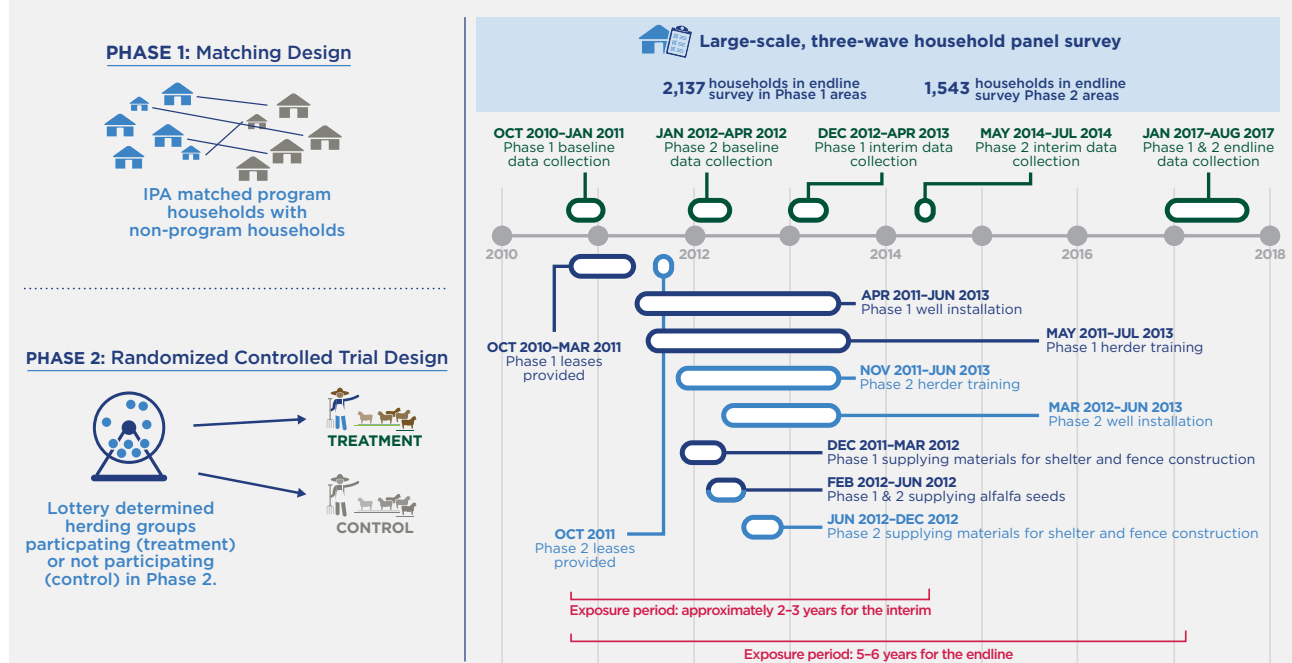 PHASE 1: Matching Design
IPA matched program
households with
non-program households
PHASE 2: Randomized Controlled Trial Design
TREATMENT
CONTROL
Lottery determined
herding groups
particpating (treatment)
or not participating
(control) in Phase 2.
Large-scale, three-wave household panel survey
2,137 households in endline
survey in Phase 1 areas
1,543 households in endline
survey Phase 2 areas
OCT 2010–JAN 2011
Phase 1 baseline
data collection
JAN 2012–APR 2012
Phase 2 baseline
data collection
DEC 2012–APR 2013
Phase 1 interim data
collection
MAY 2014–JUL 2014
Phase 2 interim data
collection
JAN 2017–AUG 2017
Phase 1 & 2 endline
data collection
2010
2012
2014
2016
2018
OCT 2010–MAR 2011
Phase 1 leases
provided
APR 2011–JUN 2013
Phase 1 well installation
MAY 2011–JUL 2013
Phase 1 herder training
NOV 2011–JUN 2013
Phase 2 herder training
MAR 2012–JUN 2013
Phase 2 well installation
DEC 2011–MAR 2012
Phase 1 supplying materials for shelter and fence construction
FEB 2012–JUN 2012
Phase 1 & 2 supplying alfalfa seeds
JUN 2012–DEC 2012
Phase 2 supplying materials for shelter and fence construction
OCT 2011
Phase 2 leases
provided
Exposure period: approximately 2–3 years for the interim
Exposure period: 5–6 years for the endline